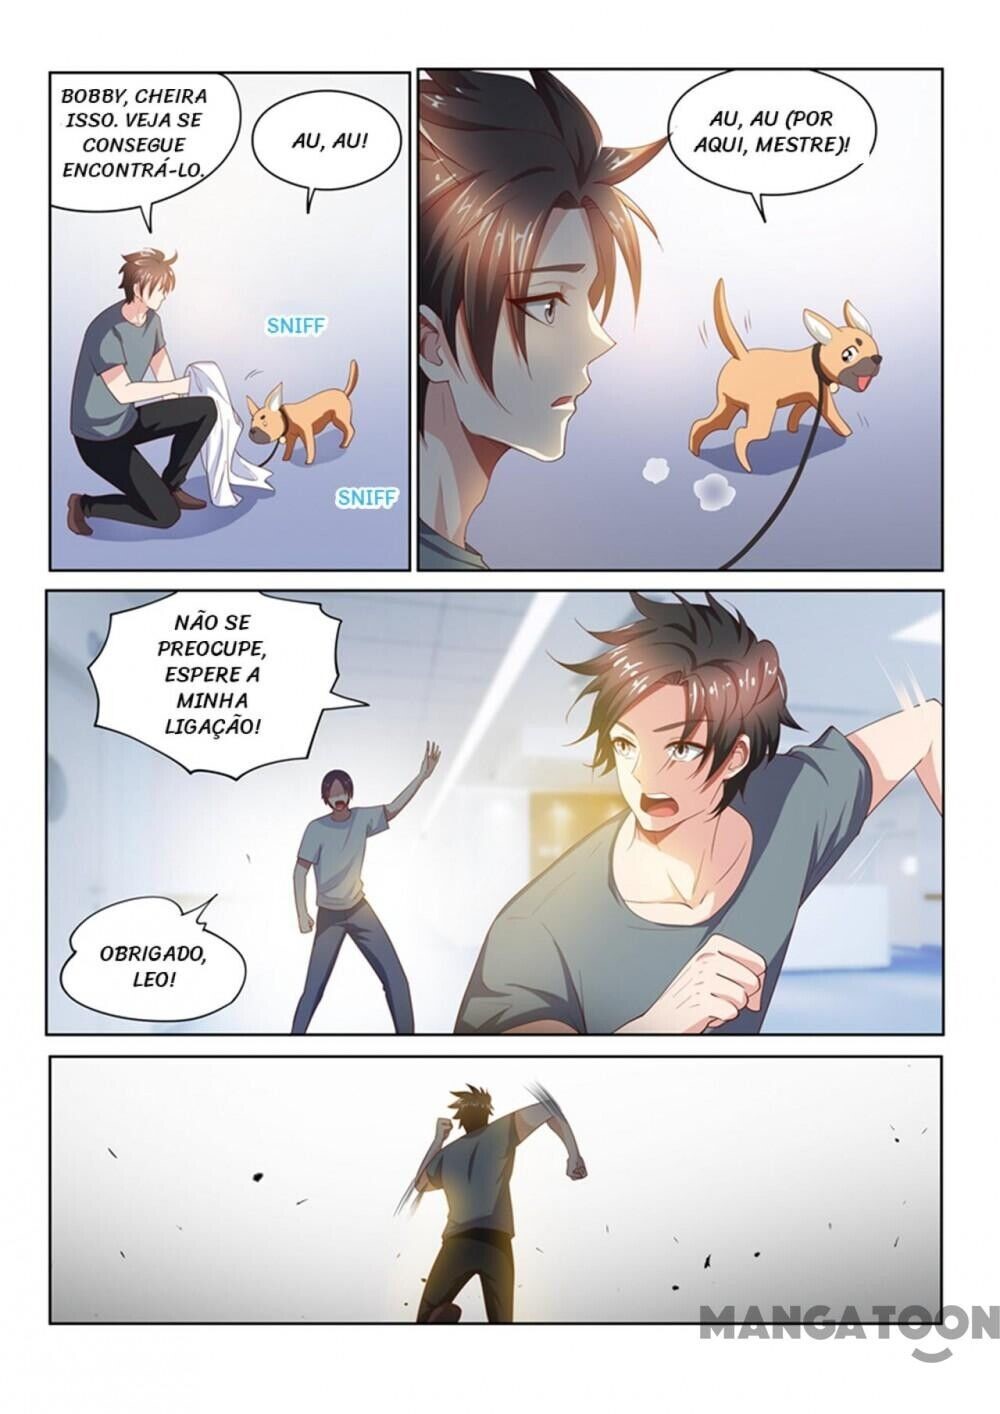 BOBBY, CHEIRA
ISSO. VEJA SE
CONSEGUE
ENCONTRÁ-LO.
AU, AU!
SNIFF
SNIFF
AU, AU (POR
AQUI, MESTRE)!
NÃO SE
PREOCUPE,
ESPERE A
MINHA
LIGAÇÃO!
OBRIGADO,
LEO!
MANGATOON